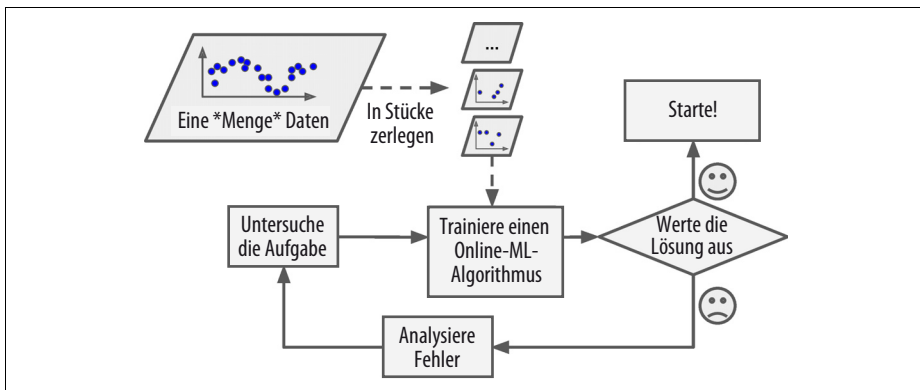 ...
Eine *Menge* Daten
In Stücke
zerlegen
Starte!
Untersuche
die Aufgabe
Trainiere einen
Online-ML-
Algorithmus
Werte die
Lösung aus
Analysiere
Fehler